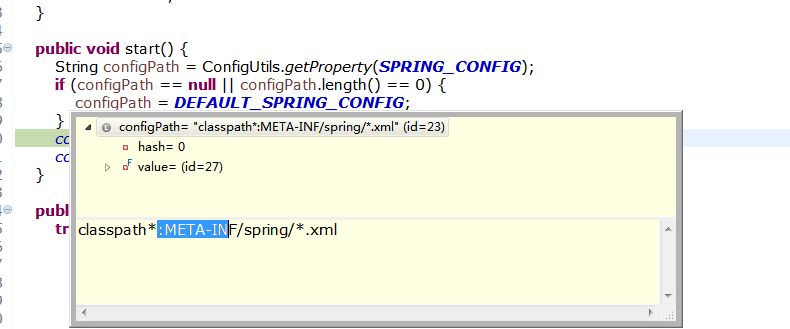 }
public void start() {
String configPath = ConfigUtils.getProperty(SPRING_CONFIG);
if (configPath == null || configPath.length() == 0) {
configPath = DEFAULT_SPRING_CONFIG;
}
configPath= "classpath*:META-INF/spring/*.xml" (id=23)
hash= 0
value= (id=27)
co
co
}
pub
tr
classpath*:META-INF/spring/*.xml